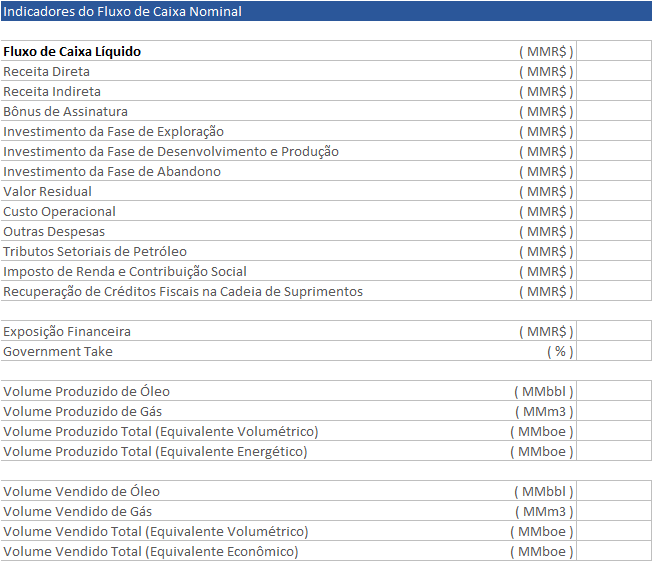 Indicadores do Fluxo de Caixa Nominal
Fluxo de Caixa Líquido ( MMR$ )
Receita Direta ( MMR$ )
Receita Indireta ( MMR$ )
Bônus de Assinatura ( MMR$ )
Investimento da Fase de Exploração ( MMR$ )
Investimento da Fase de Desenvolvimento e Produção ( MMR$ )
Investimento da Fase de Abandono ( MMR$ )
Valor Residual ( MMR$ )
Custo Operacional ( MMR$ )
Outras Despesas ( MMR$ )
Tributos Setoriais de Petróleo ( MMR$ )
Imposto de Renda e Contribuição Social ( MMR$ )
Recuperação de Créditos Fiscais na Cadeia de Suprimentos ( MMR$ )
Exposição Financeira ( MMR$ )
Government Take ( % )
Volume Produzido de Óleo ( MMbbl )
Volume Produzido de Gás ( MMm3 )
Volume Produzido Total (Equivalente Volumétrico) ( MMboe )
Volume Produzido Total (Equivalente Energético) ( MMboe )
Volume Vendido de Óleo ( MMbbl )
Volume Vendido de Gás ( MMm3 )
Volume Vendido Total (Equivalente Volumétrico) ( MMboe )
Volume Vendido Total (Equivalente Econômico) ( MMboe )